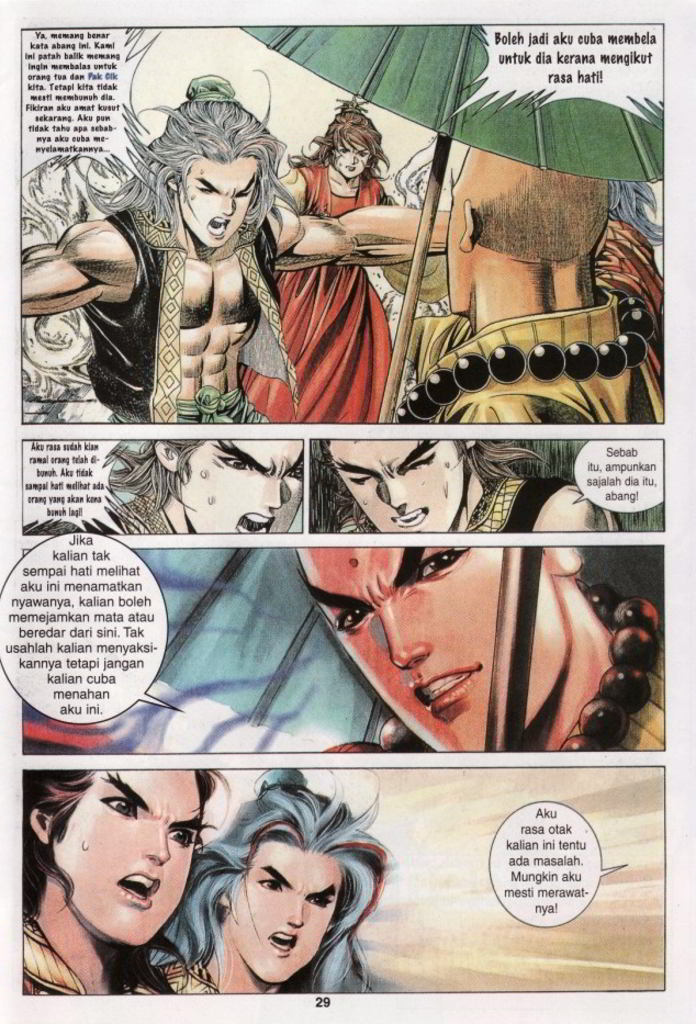 Ya, memang benar
kata abang ini. Kami
ini patah balik memang
ingin membalas untuk
orang tua dan Pak Cik
kita. Tetapi kita tidak
mesti membunuh dia.
Fikiran aku amat kusut
sekarang. Aku pun
tidak tahu apa sebab-
nya aku cuba me-
nyelamatkannya...
Boleh jadi aku cuba membela
untuk dia kerana mengikut
rasa hati!
Aku rasa sudah kian
ramai orang telah di-
bunuh. Aku tidak
sampai hati melihat ada
orang yang akan kena
bunuh lagi!
Sebab
itu, ampunkan
sajalah dia itu,
abang!
Jika
kalian tak
sempai hati melihat
aku ini menamatkan
nyawanya, kalian boleh
memejamkan mata atau
beredar dari sini. Tak
usahlah kalian menyaksi-
kannya tetapi jangan
kalian cuba
menahan
aku ini.
Aku
rasa otak
kalian ini tentu
ada masalah.
Mungkin aku
mesti merawat-
nya!
29